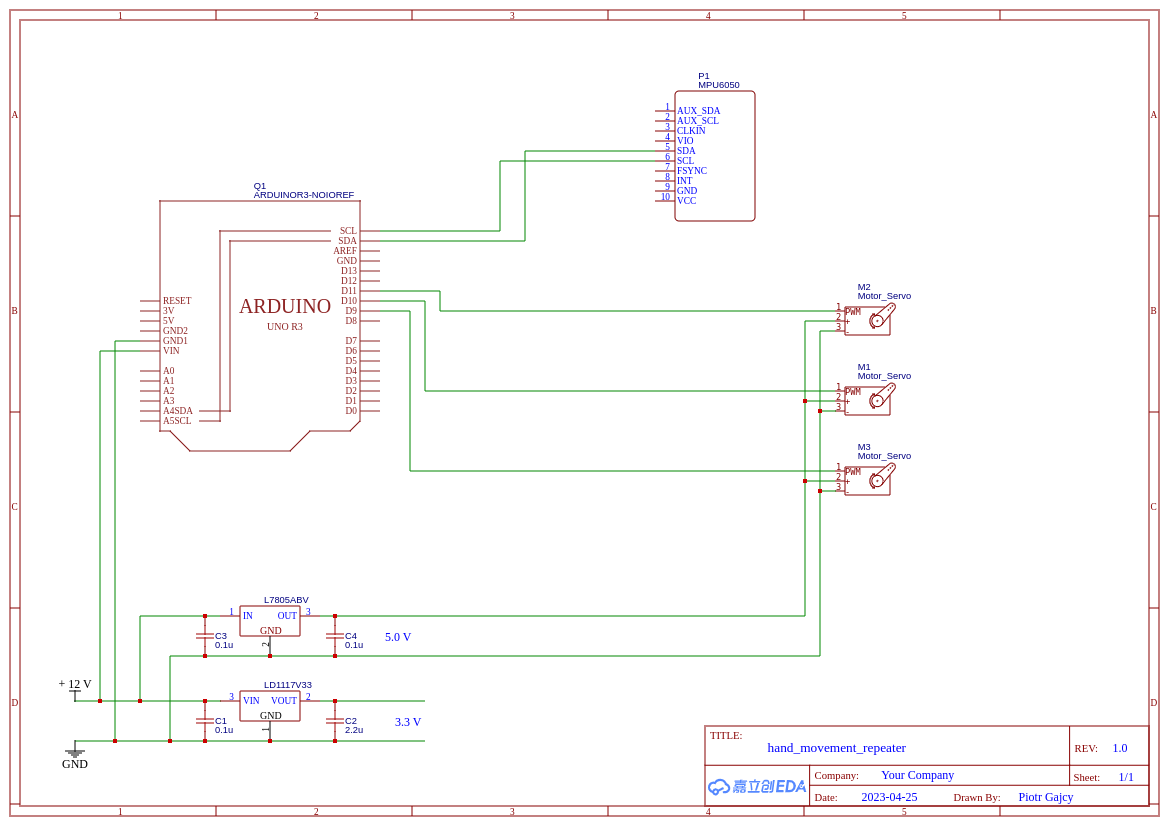 1 2 3 4 5
A A
B B
C C
D D
P1
MPU6050
1 AUX_SDA
2 AUX_SCL
3 CLKIN
4 VIO
5 SDA
6 SCL
7 FSYNC
8 INT
9 GND
10 VCC
Q1
ARDUINOR3-NOIOREF
SCL
SDA
AREF
GND
D13
D12
D11
D10
D9
D8
D7
D6
D5
D4
D3
D2
D1
D0
RESET
3V
5V
GND2
GND1
VIN
A0
A1
A2
A3
A4SDA
A5SCL
ARDUINO
UNO R3
M2
Motor_Servo
1 PWM
2 +
3 -
M1
Motor_Servo
1 PWM
2 +
3 -
M3
Motor_Servo
1 PWM
2 +
3 -
L7805ABV
1 IN OUT 3
GND
2
C3
0.1u
C4
0.1u
5.0 V
+ 12 V
LD1117V33
3 VIN VOUT 2
GND
1
C1
0.1u
C2
2.2u
3.3 V
GND
TITLE:
hand_movement_repeater
REV: 1.0
嘉立创EDA
Company: Your Company
Sheet: 1/1
Date: 2023-04-25 Drawn By: Piotr Gajcy
1 2 3 4 5